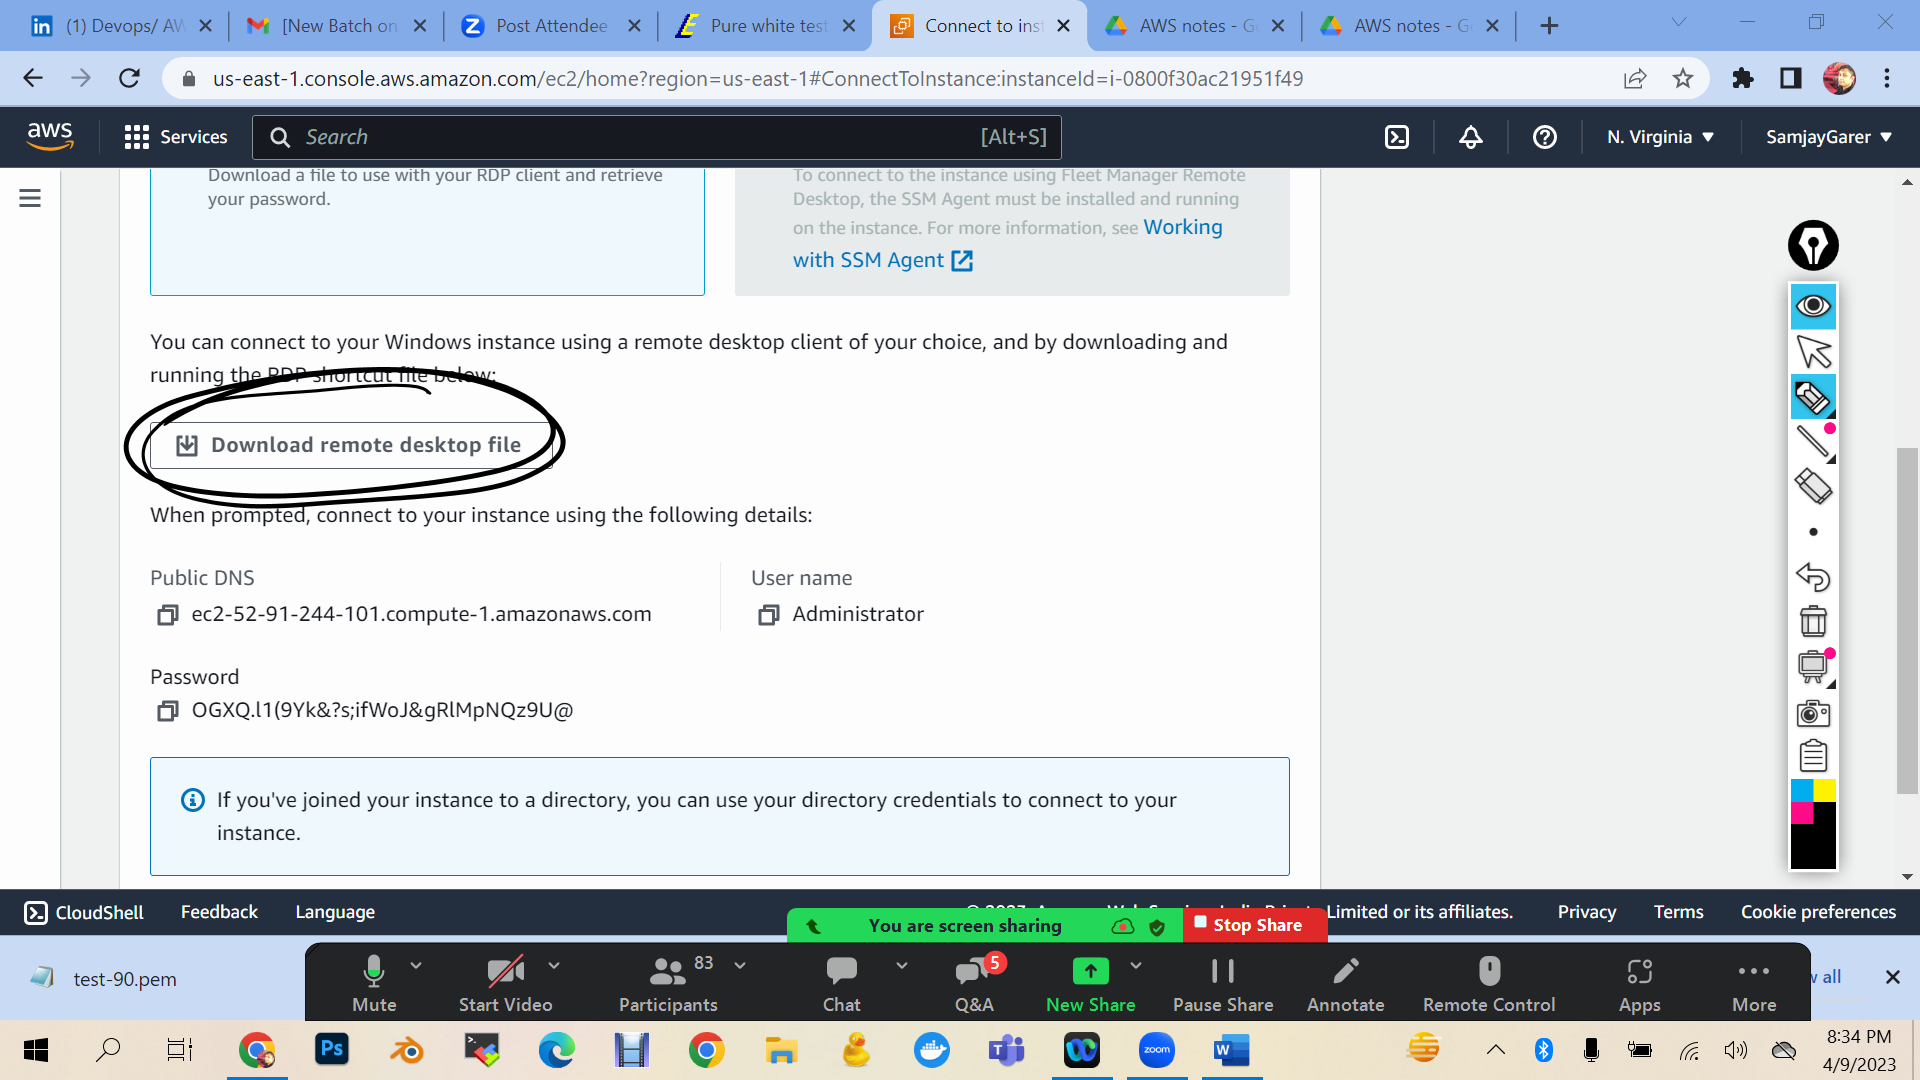 (1) Devops/ AW
[New Batch on
Post Attendee
Pure white test
Connect to inst
AWS notes - Go
AWS notes - G
us-east-1.console.aws.amazon.com/ec2/home?region=us-east-1#ConnectToInstance:instanceId=i-0800f30ac21951f49
aws
Services
Search
[Alt+S]
N. Virginia
SamjayGarer
Download a file to use with your RDP client and retrieve
your password.
To connect to the instance using Fleet Manager Remote
Desktop, the SSM Agent must be installed and running
on the instance. For more information, see Working
with SSM Agent
You can connect to your Windows instance using a remote desktop client of your choice, and by downloading and
running the RDP shortcut file below:
Download remote desktop file
When prompted, connect to your instance using the following details:
Public DNS
User name
ec2-52-91-244-101.compute-1.amazonaws.com
Administrator
Password
OGXQ.l1(9Yk&?s;ifWoJ&gRlMpNQz9U@
If you've joined your instance to a directory, you can use your directory credentials to connect to your
instance.
CloudShell
Feedback
Language
Limited or its affiliates.
Privacy
Terms
Cookie preferences
You are screen sharing
Stop Share
test-90.pem
Mute
Start Video
83
Participants
Chat
5
Q&A
New Share
Pause Share
Annotate
Remote Control
Apps
More
all
Ps
zoom
W
8:34 PM
4/9/2023